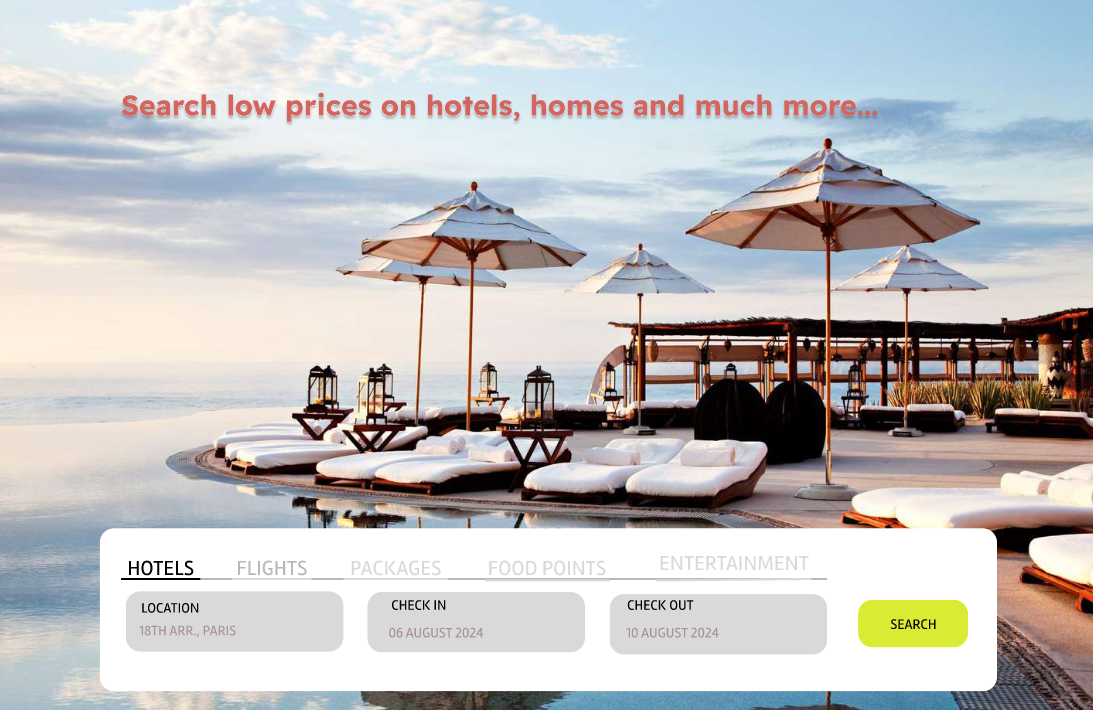 Search low prices on hotels, homes and much more...
HOTELS FLIGHTS PACKAGES FOOD POINTS ENTERTAINMENT
LOCATION CHECK IN CHECK OUT
18TH ARR., PARIS 06 AUGUST 2024 10 AUGUST 2024
SEARCH